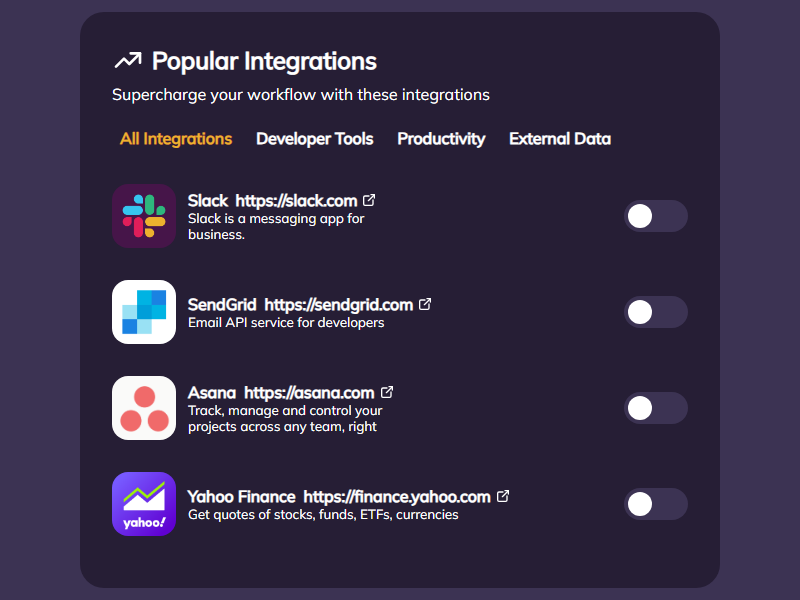 Popular Integrations
Supercharge your workflow with these integrations
All Integrations Developer Tools Productivity External Data
Slack https://slack.com
Slack is a messaging app for
business.
SendGrid https://sendgrid.com
Email API service for developers
Asana https://asana.com
Track, manage and control your
projects across any team, right
yahoo!
Yahoo Finance https://finance.yahoo.com
Get quotes of stocks, funds, ETFs, currencies